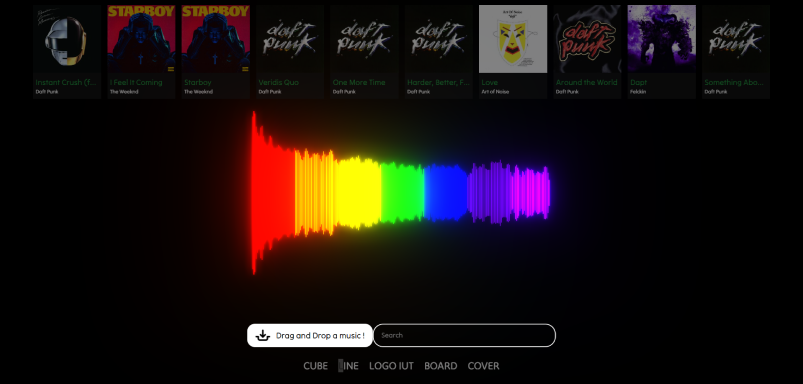 STARBOY
STARBOY
daft punk
daft punk
daft punk
daft punk
daft punk
Instant Crush (f...
I Feel It Coming
Starboy
Veridis Quo
One More Time
Harder, Better, F...
Love
Around the World
Dapt
Something Abo...
Daft Punk
The Weeknd
The Weeknd
Daft Punk
Daft Punk
Daft Punk
Art of Noise
Daft Punk
Daft Punk
Drag and Drop a music !
Search
CUBE
INE
LOGO IUT
BOARD
COVER